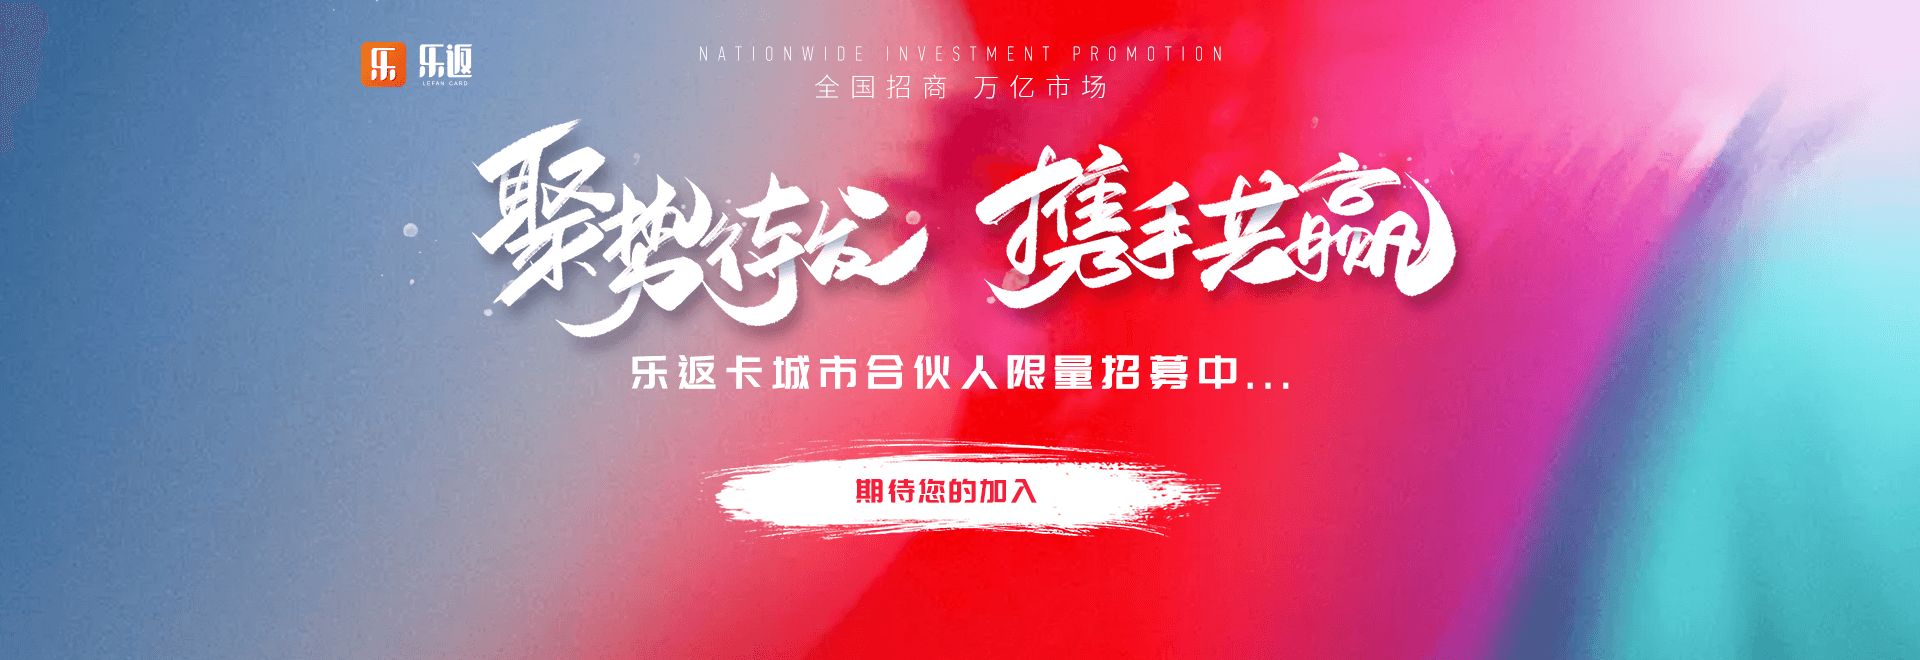 乐 乐返
LEFAN CARD
NATIONWIDE INVESTMENT PROMOTION
全国招商 万亿市场
聚势待发 携手共赢
乐返卡城市合伙人限量招募中...
期待您的加入